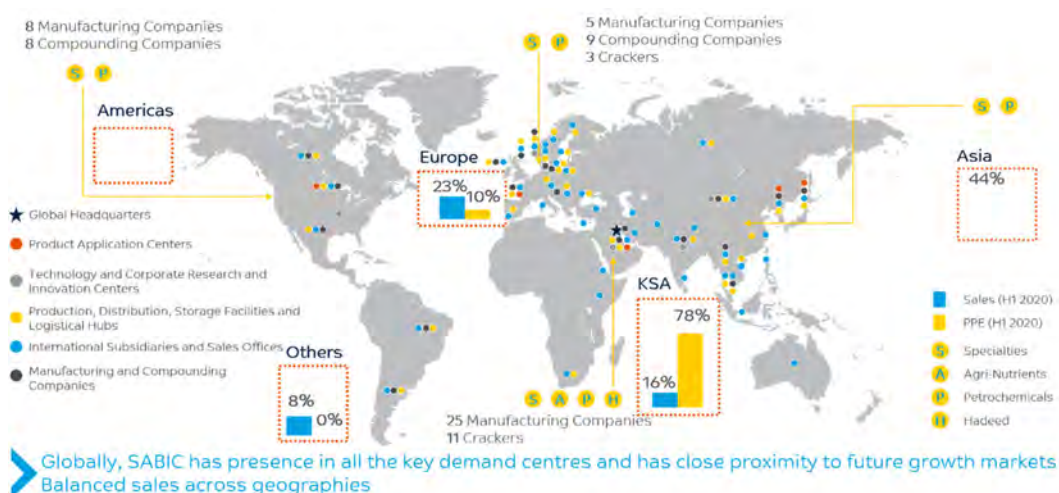 8 Manufacturing Companies
8 Compounding Companies
S P
Americas
5 Manufacturing Companies
9 Compounding Companies
3 Crackers
S P
S P
Europe
23%
10%
Asia
44%
Global Headquarters
Product Application Centers
Technology and Corporate Research and
Innovation Centers
Production, Distribution, Storage Facilities and
Logistical Hubs
International Subsidiaries and Sales Offices
Manufacturing and Compounding
Companies
Others
8%
0%
KSA
78%
16%
S A P H
25 Manufacturing Companies
11 Crackers
Sales (H1 2020)
PPE (H1 2020)
S Specialties
A Agri-Nutrients
P Petrochemicals
H Hadeed
Globally, SABIC has presence in all the key demand centres and has close proximity to future growth markets
Balanced sales across geographies